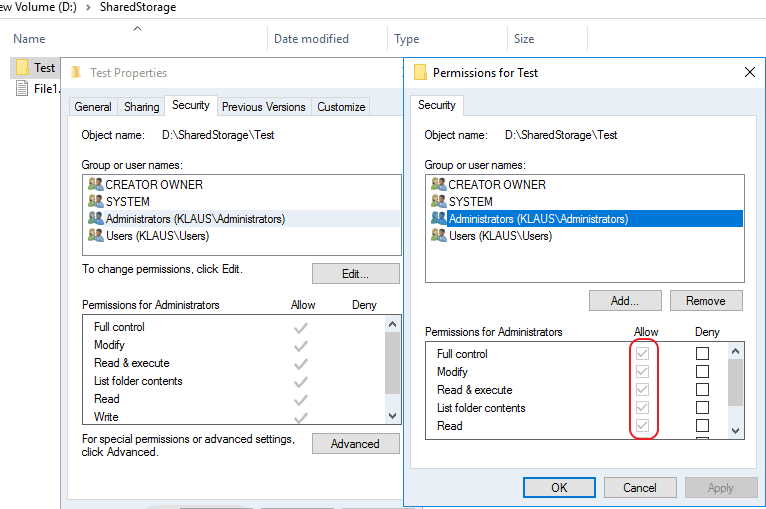 ew Volume (D:) > SharedStorage
Name Date modified Type Size
Test
File1.
Test Properties
General Sharing Security Previous Versions Customize
Object name: D:\SharedStorage\Test
Group or user names:
CREATOR OWNER
SYSTEM
Administrators (KLAUS\Administrators)
Users (KLAUS\Users)
To change permissions, click Edit.
Edit...
Permissions for Administrators Allow Deny
Full control
Modify
Read & execute
List folder contents
Read
Write
For special permissions or advanced settings,
click Advanced.
Advanced
Permissions for Test
Security
Object name: D:\SharedStorage\Test
Group or user names:
CREATOR OWNER
SYSTEM
Administrators (KLAUS\Administrators)
Users (KLAUS\Users)
Add... Remove
Permissions for Administrators Allow Deny
Full control
Modify
Read & execute
List folder contents
Read
OK Cancel Apply